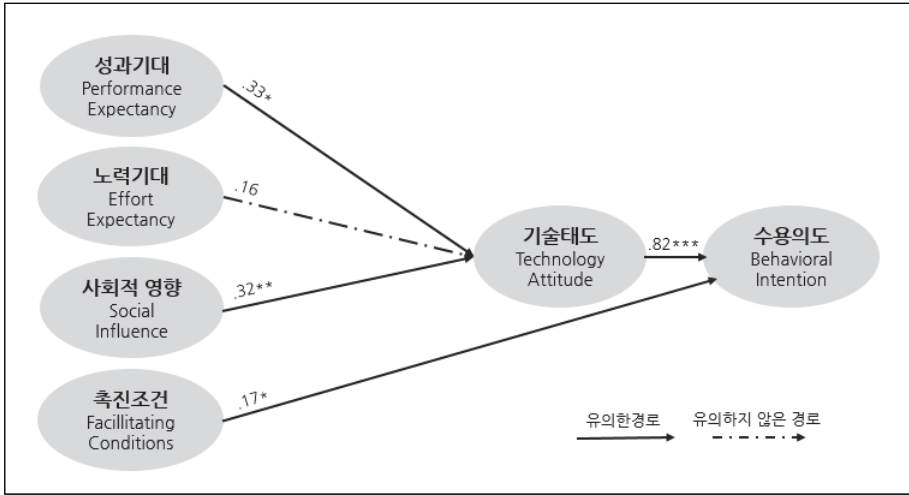 성과기대
Performance
Expectancy
.33*
노력기대
Effort
Expectancy
.16
사회적 영향
Social
Influence
.32**
촉진조건
Facillitating
Conditions
.17*
기술태도
Technology
Attitude
.82***
수용의도
Behavioral
Intention
유의한경로
유의하지 않은 경로